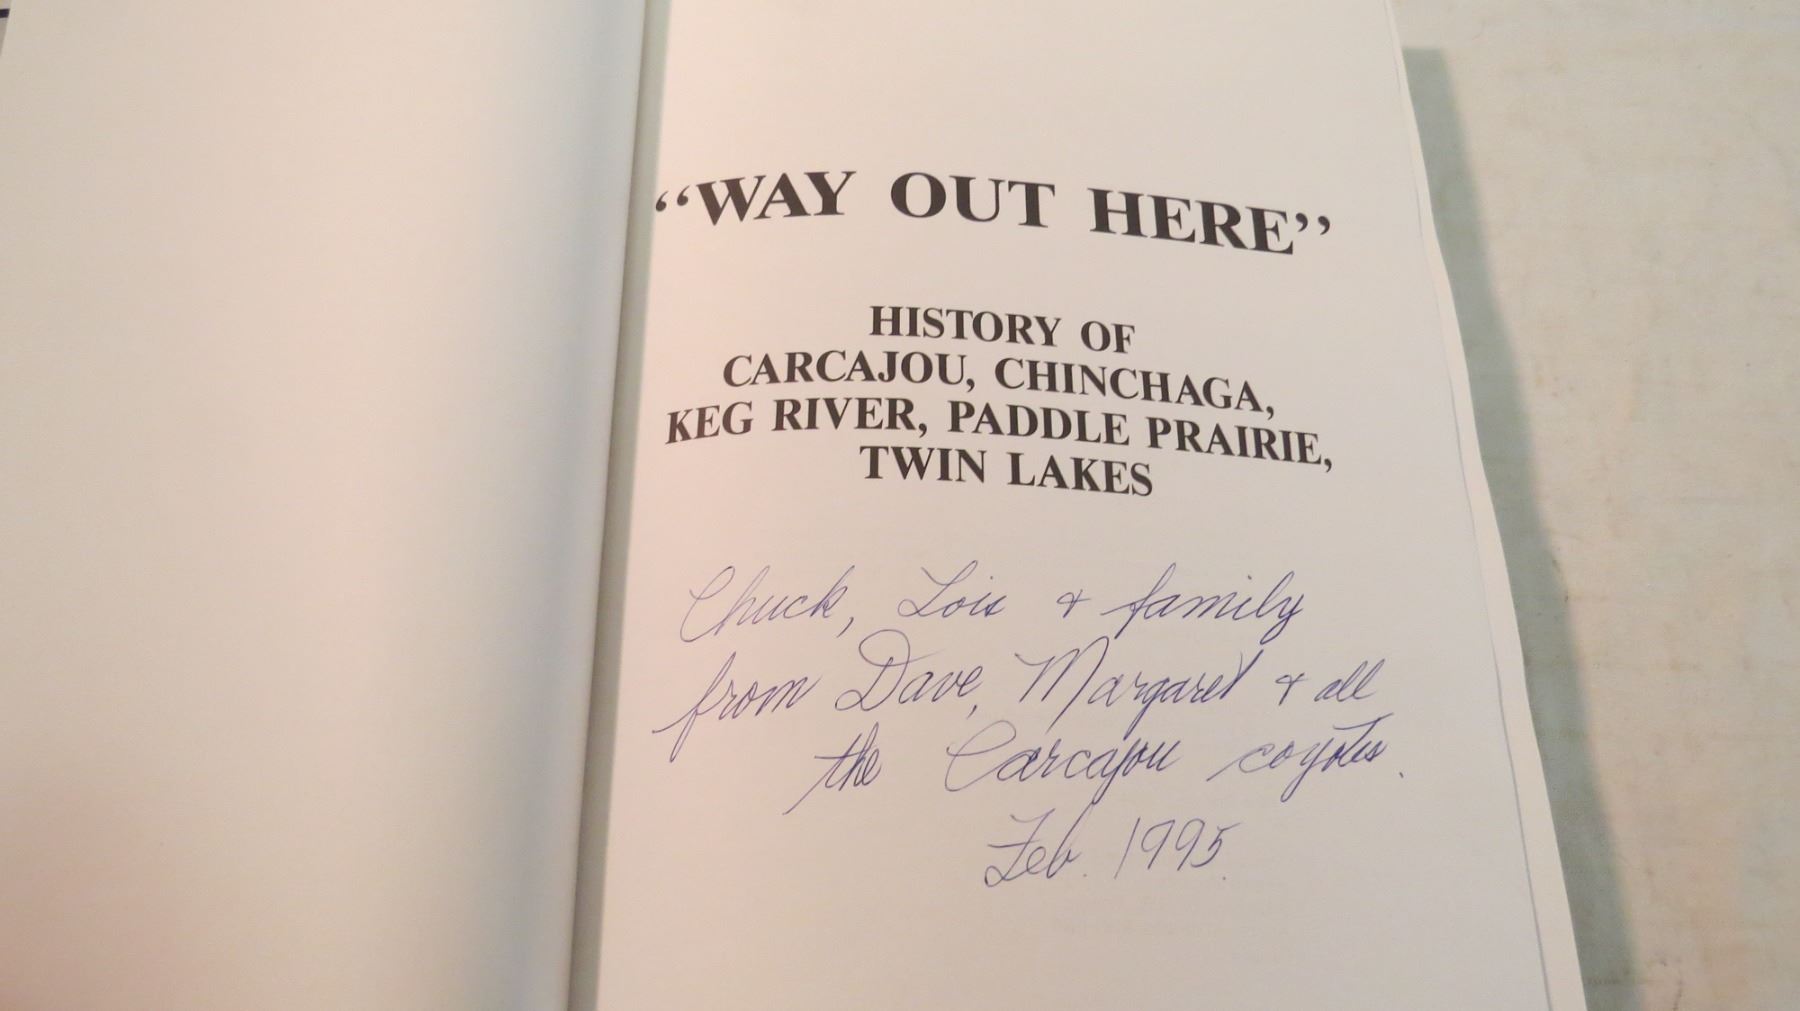 “WAY OUT HERE”
HISTORY OF
CARCAJOU, CHINCHAGA,
KEG RIVER, PADDLE PRAIRIE,
TWIN LAKES
Chuck, Lois & family
from Dave, Margaret & all
the Carcajou coyotes.
Feb. 1995.